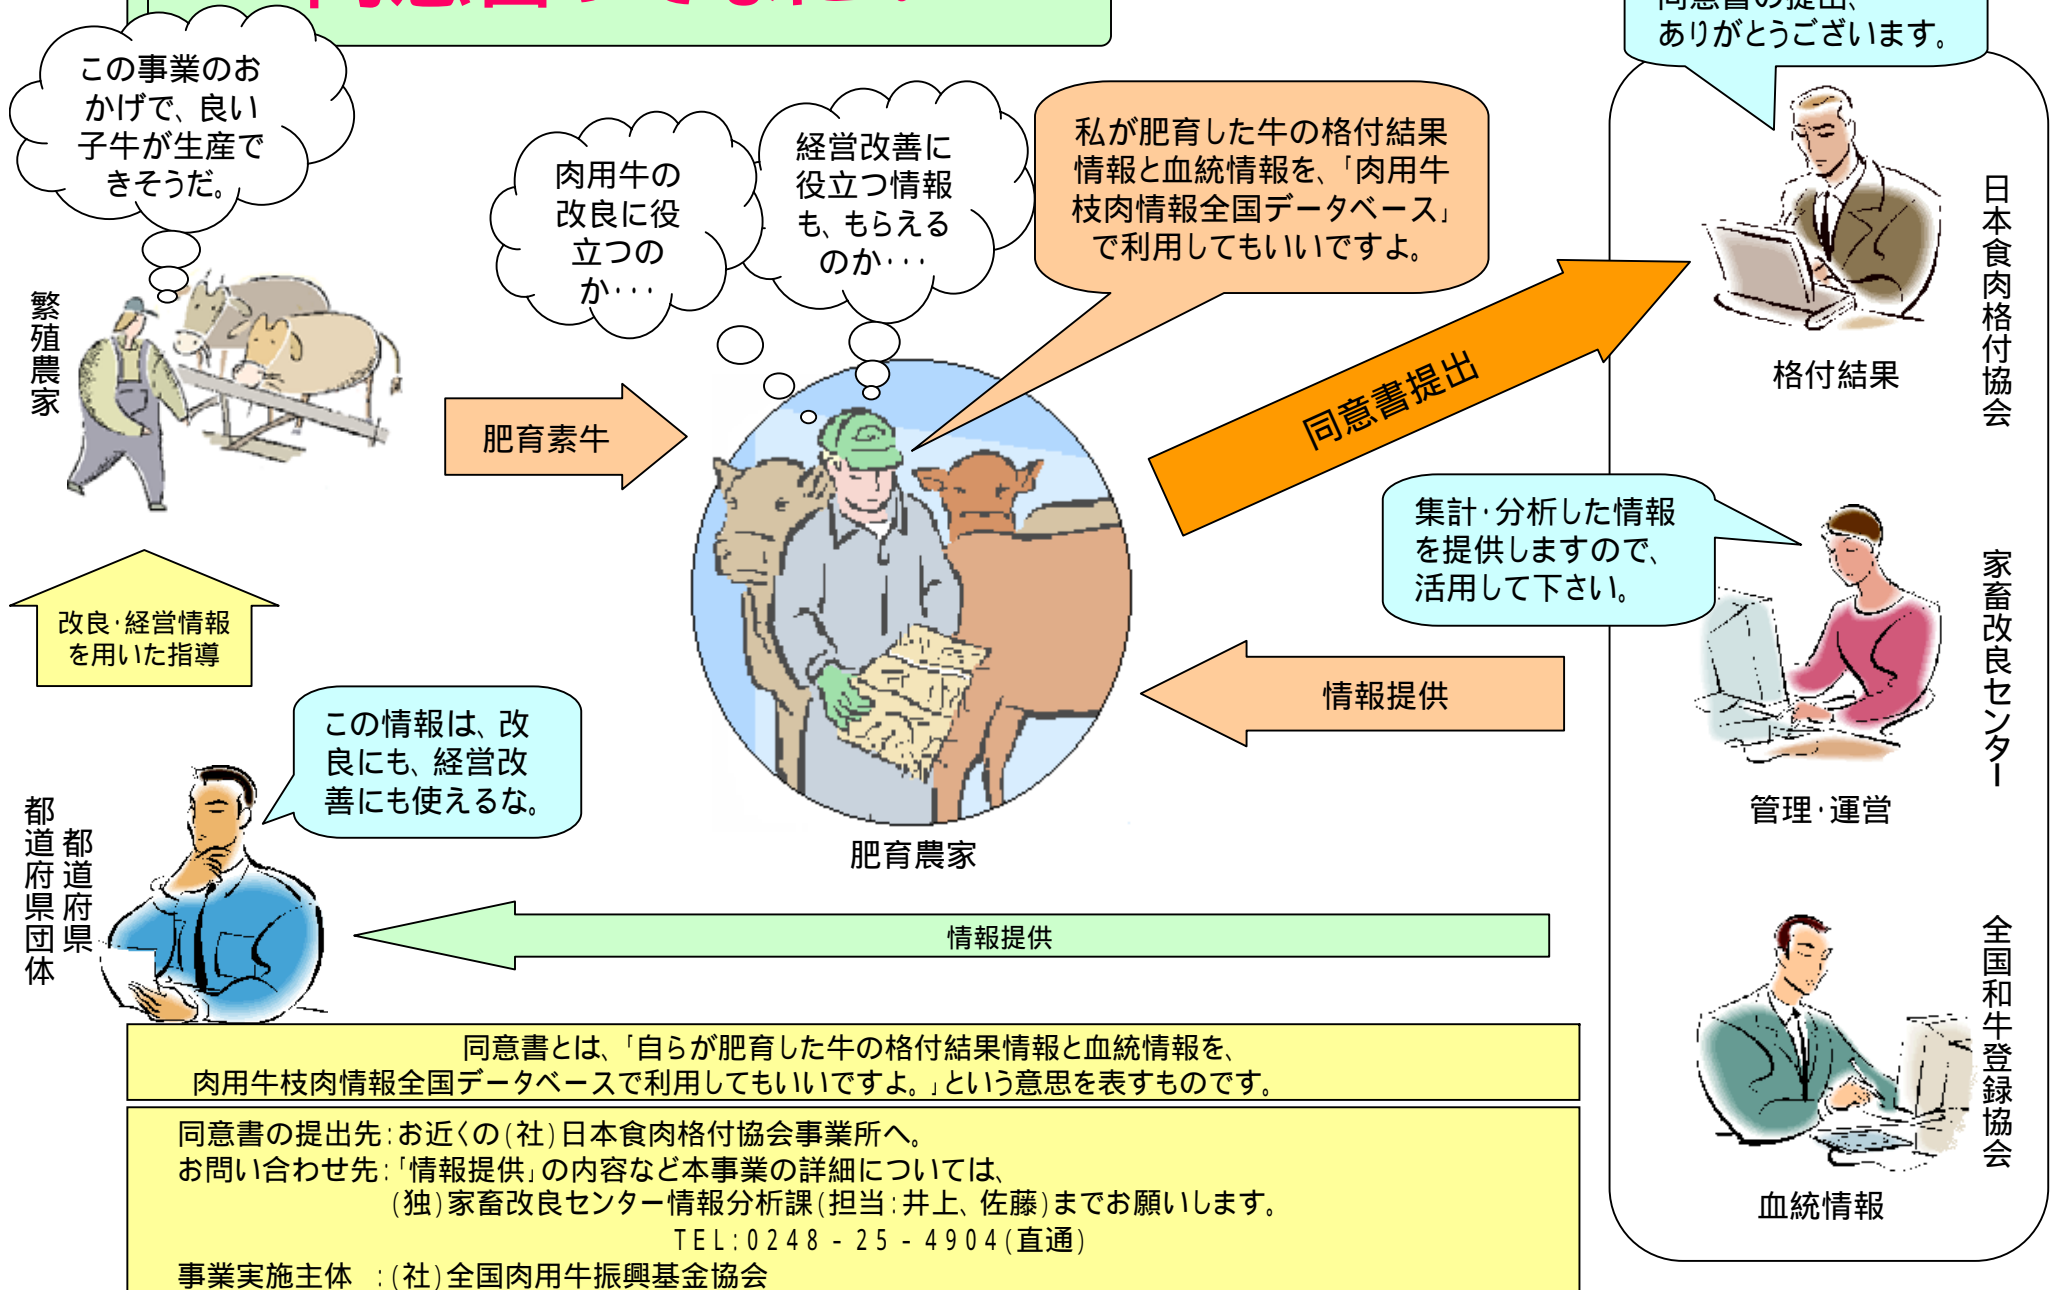 同意書の提出、
ありがとうございます。
この事業のお
かげで、良い
子牛が生産で
きそうだ。
肉用牛の
改良に役
立つの
か・・・
経営改善に
役立つ情報
も、もらえる
のか・・・
私が肥育した牛の格付結果
情報と血統情報を、「肉用牛
枝肉情報全国データベース」
で利用してもいいですよ。
繁殖農家
肥育素牛
同意書提出
格付結果
日本食肉格付協会
集計・分析した情報
を提供しますので、
活用して下さい。
家畜改良センター
管理・運営
改良・経営情報
を用いた指導
情報提供
この情報は、改
良にも、経営改
善にも使えるな。
都道府県
都道府県団体
肥育農家
情報提供
全国和牛登録協会
血統情報
同意書とは、「自らが肥育した牛の格付結果情報と血統情報を、
肉用牛枝肉情報全国データベースで利用してもいいですよ。」という意思を表すものです。
同意書の提出先:お近くの(社)日本食肉格付協会事業所へ。
お問い合わせ先:「情報提供」の内容など本事業の詳細については、
(独)家畜改良センター情報分析課(担当:井上、佐藤)までお願いします。
TEL:0248-25-4904(直通)
事業実施主体 :(社)全国肉用牛振興基金協会